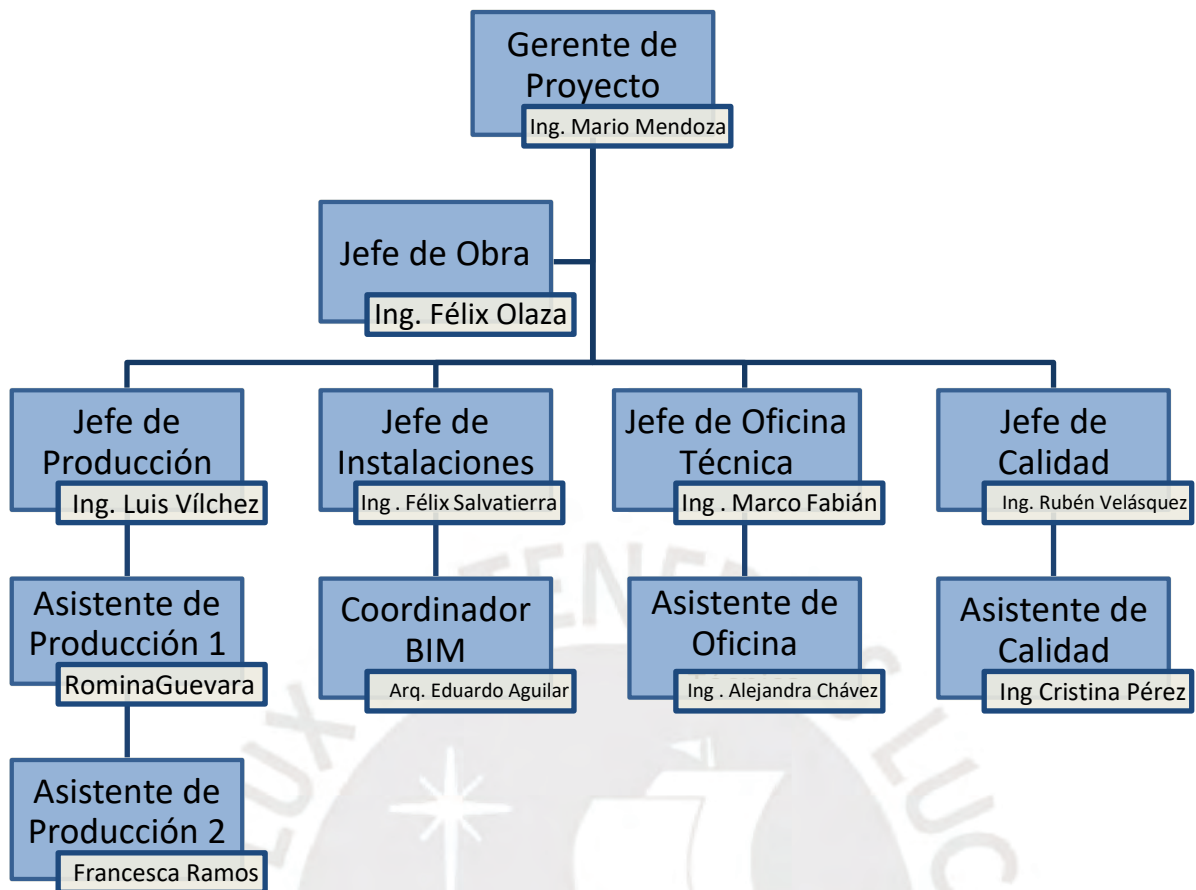 Gerente de
Proyecto
Ing. Mario Mendoza
Jefe de Obra
Ing. Félix Olaza
Jefe de
Producción
Ing. Luis Vílchez
Jefe de
Instalaciones
Ing . Félix Salvatierra
Jefe de Oficina
Técnica
Ing . Marco Fabián
Jefe de
Calidad
Ing. Rubén Velásquez
Asistente de
Producción 1
RominaGuevara
Coordinador
BIM
Arq. Eduardo Aguilar
Asistente de
Oficina
Ing . Alejandra Chávez
Asistente de
Calidad
Ing Cristina Pérez
Asistente de
Producción 2
Francesca Ramos
LUX
LUC